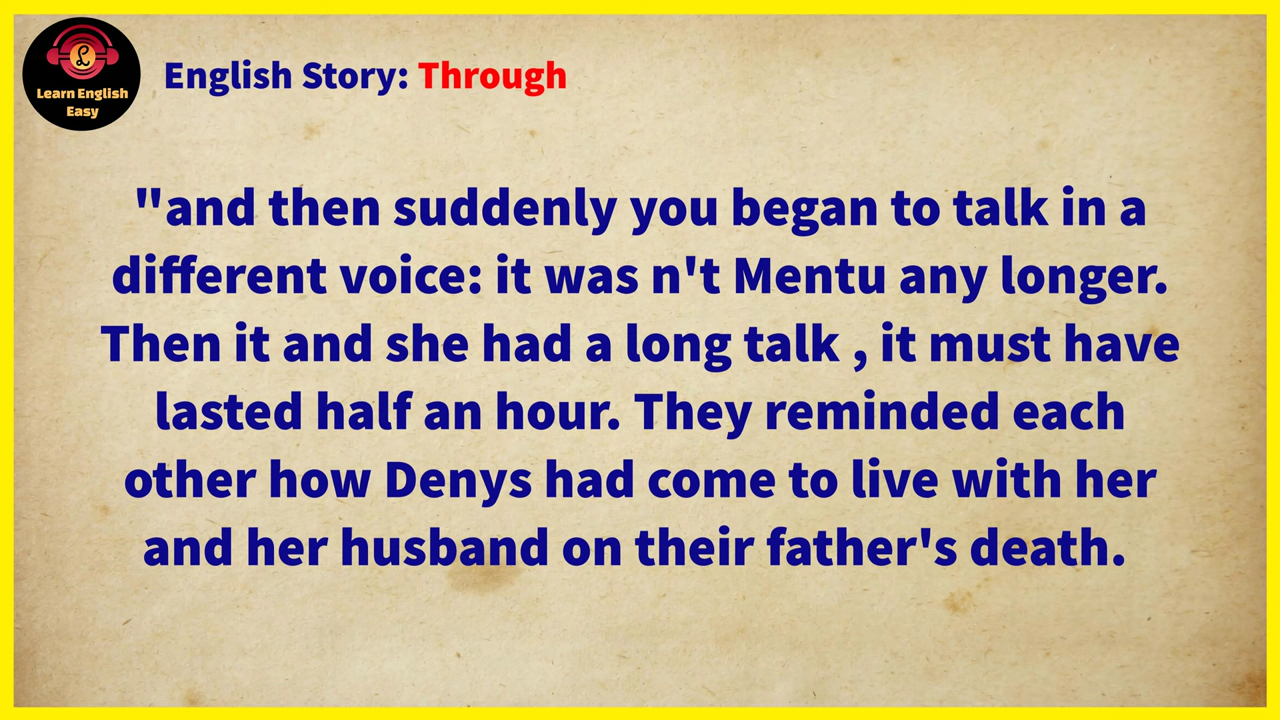 Learn English
Easy
English Story: Through
"and then suddenly you began to talk in a
different voice: it was n't Mentu any longer.
Then it and she had a long talk , it must have
lasted half an hour. They reminded each
other how Denys had come to live with her
and her husband on their father's death.